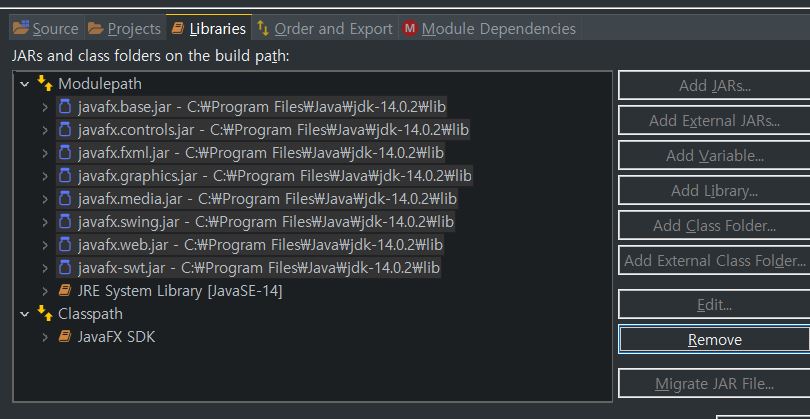 Source Projects Libraries Order and Export M Module Dependencies
JARs and class folders on the build path:
Modulepath
javafx.base.jar - C:₩Program Files₩Java₩jdk-14.0.2₩lib
javafx.controls.jar - C:₩Program Files₩Java₩jdk-14.0.2₩lib
javafx.fxml.jar - C:₩Program Files₩Java₩jdk-14.0.2₩lib
javafx.graphics.jar - C:₩Program Files₩Java₩jdk-14.0.2₩lib
javafx.media.jar - C:₩Program Files₩Java₩jdk-14.0.2₩lib
javafx.swing.jar - C:₩Program Files₩Java₩jdk-14.0.2₩lib
javafx.web.jar - C:₩Program Files₩Java₩jdk-14.0.2₩lib
javafx-swt.jar - C:₩Program Files₩Java₩jdk-14.0.2₩lib
JRE System Library [JavaSE-14]
Classpath
JavaFX SDK
Add JARs...
Add External JARs...
Add Variable...
Add Library...
Add Class Folder...
Add External Class Folder...
Edit...
Remove
Migrate JAR File...